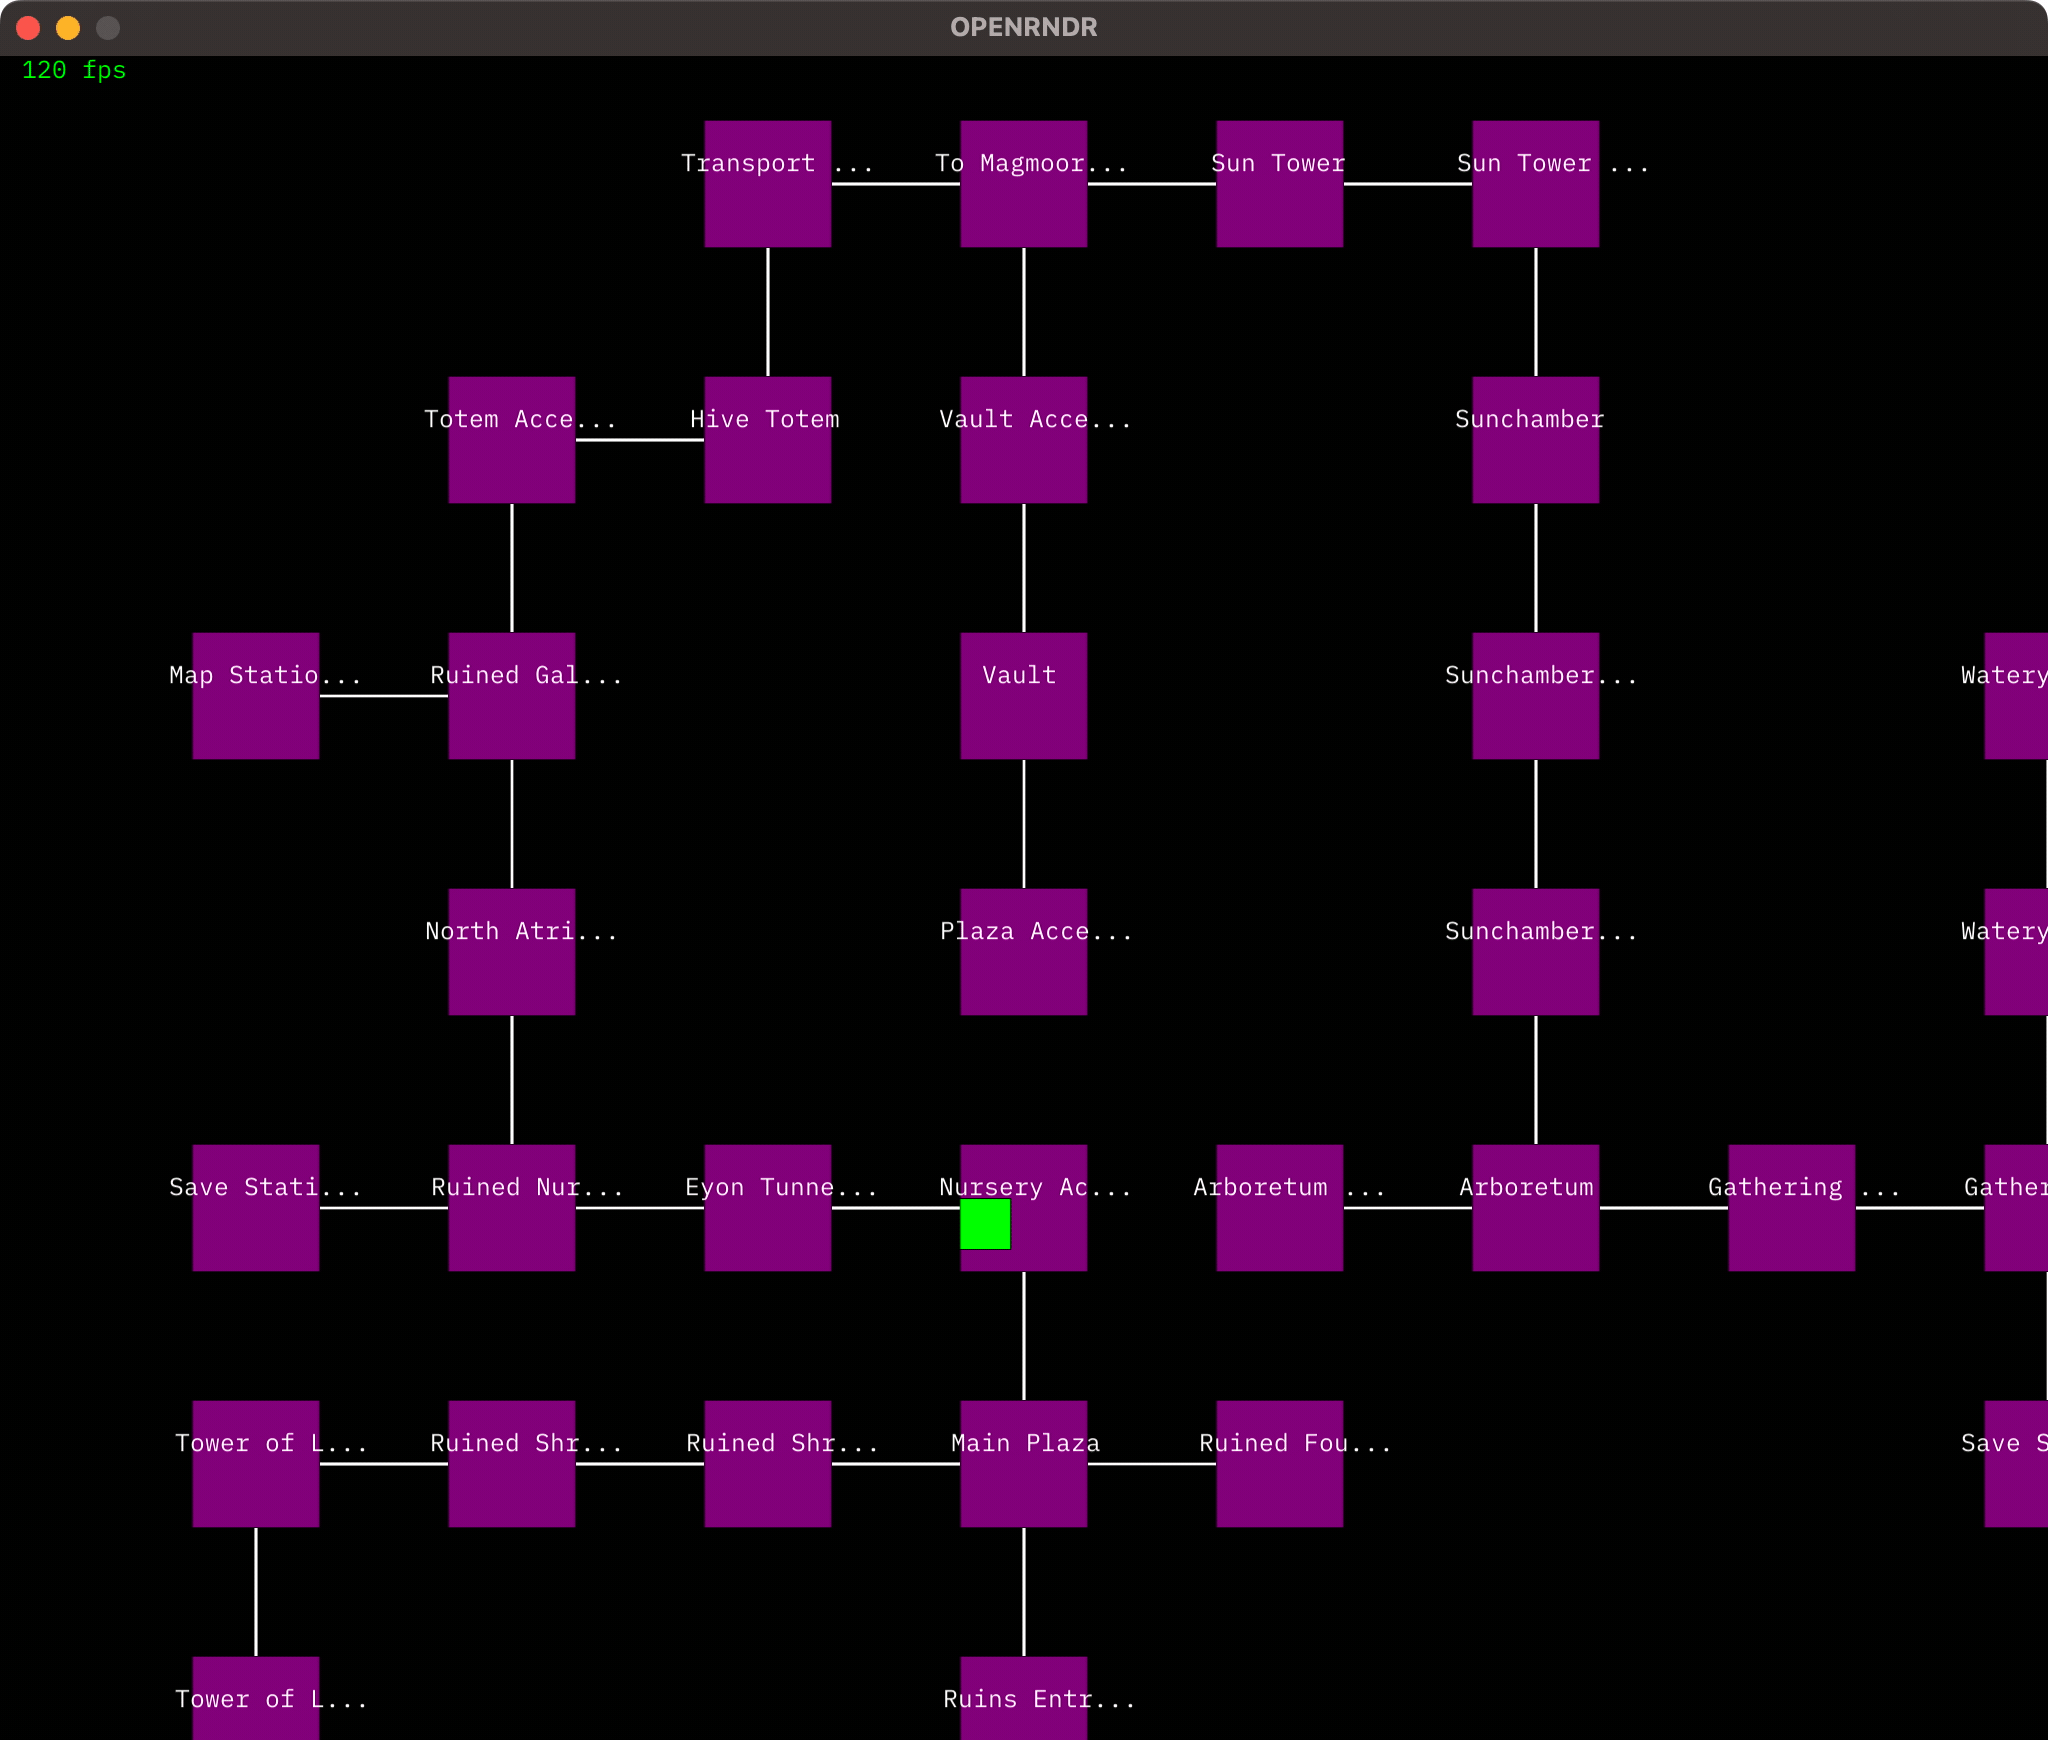 OPENRNDR
120 fps
Transport ...
To Magmoor...
Sun Tower
Sun Tower ...
Totem Acce...
Hive Totem
Vault Acce...
Sunchamber
Map Statio...
Ruined Gal...
Vault
Sunchamber...
Watery
North Atri...
Plaza Acce...
Sunchamber...
Watery
Save Stati...
Ruined Nur...
Eyon Tunne...
Nursery Ac...
Arboretum ...
Arboretum
Gathering ...
Gather
Tower of L...
Ruined Shr...
Ruined Shr...
Main Plaza
Ruined Fou...
Save S
Tower of L...
Ruins Entr...